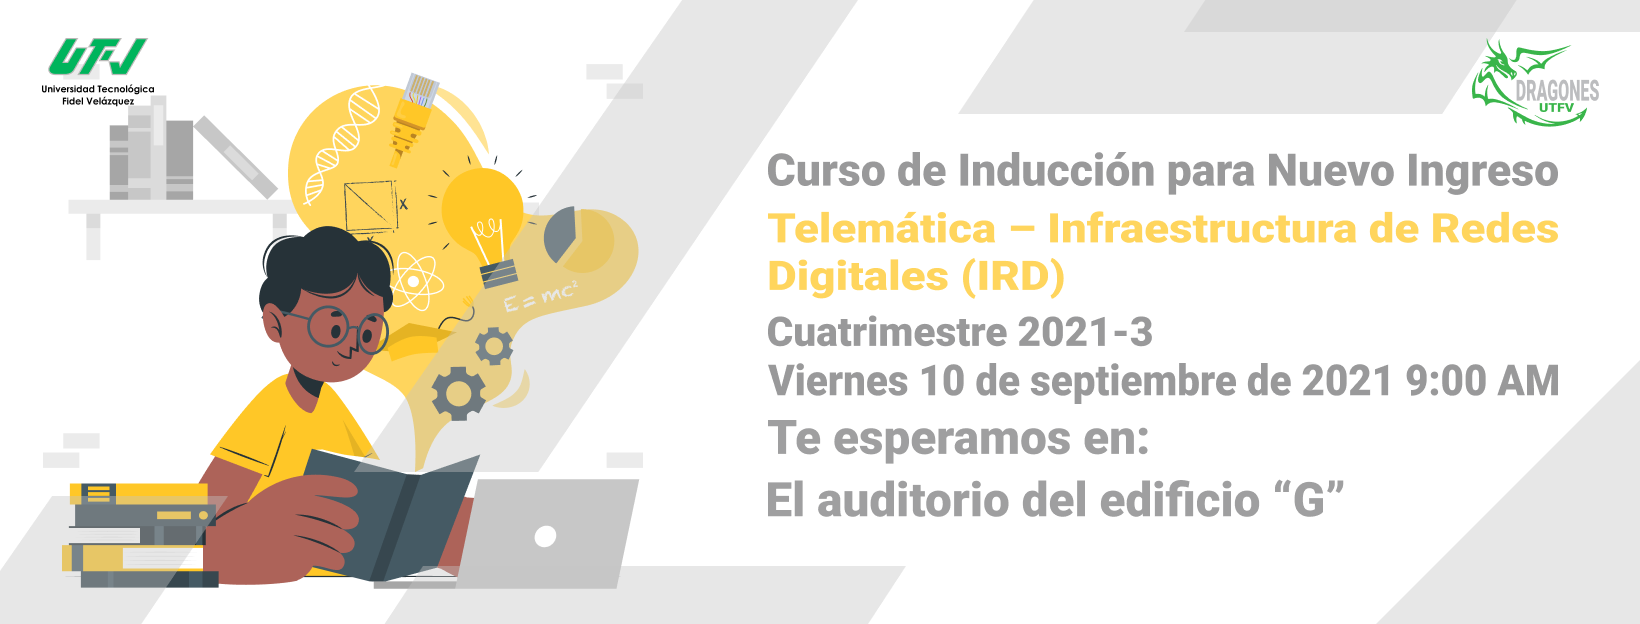 UTFV
Universidad Tecnológica
Fidel Velázquez
DRAGONES
UTFV
x
E = mc²
Curso de Inducción para Nuevo Ingreso
Telemática – Infraestructura de Redes
Digitales (IRD)
Cuatrimestre 2021-3
Viernes 10 de septiembre de 2021 9:00 AM
Te esperamos en:
El auditorio del edificio “G”